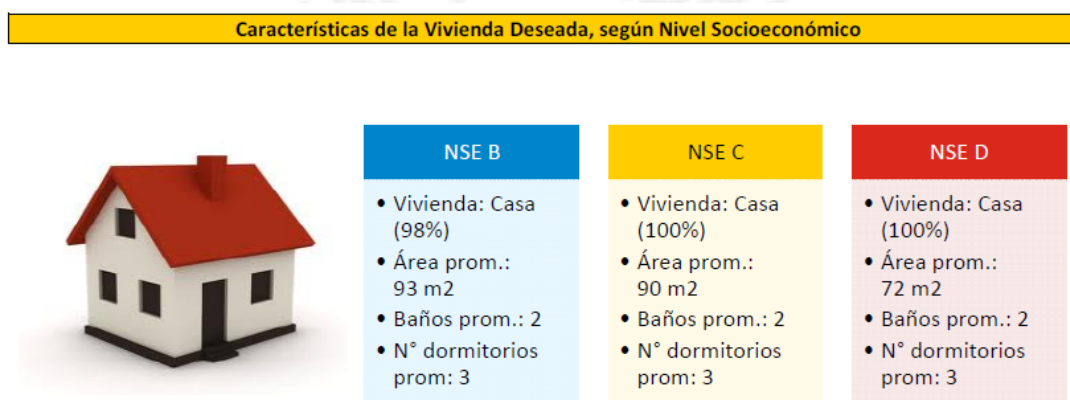 Características de la Vivienda Deseada, según Nivel Socioeconómico
NSE B
• Vivienda: Casa
(98%)
• Área prom.:
93 m2
• Baños prom.: 2
• N° dormitorios
prom: 3
NSE C
• Vivienda: Casa
(100%)
• Área prom.:
90 m2
• Baños prom.: 2
• N° dormitorios
prom: 3
NSE D
• Vivienda: Casa
(100%)
• Área prom.:
72 m2
• Baños prom.: 2
• N° dormitorios
prom: 3